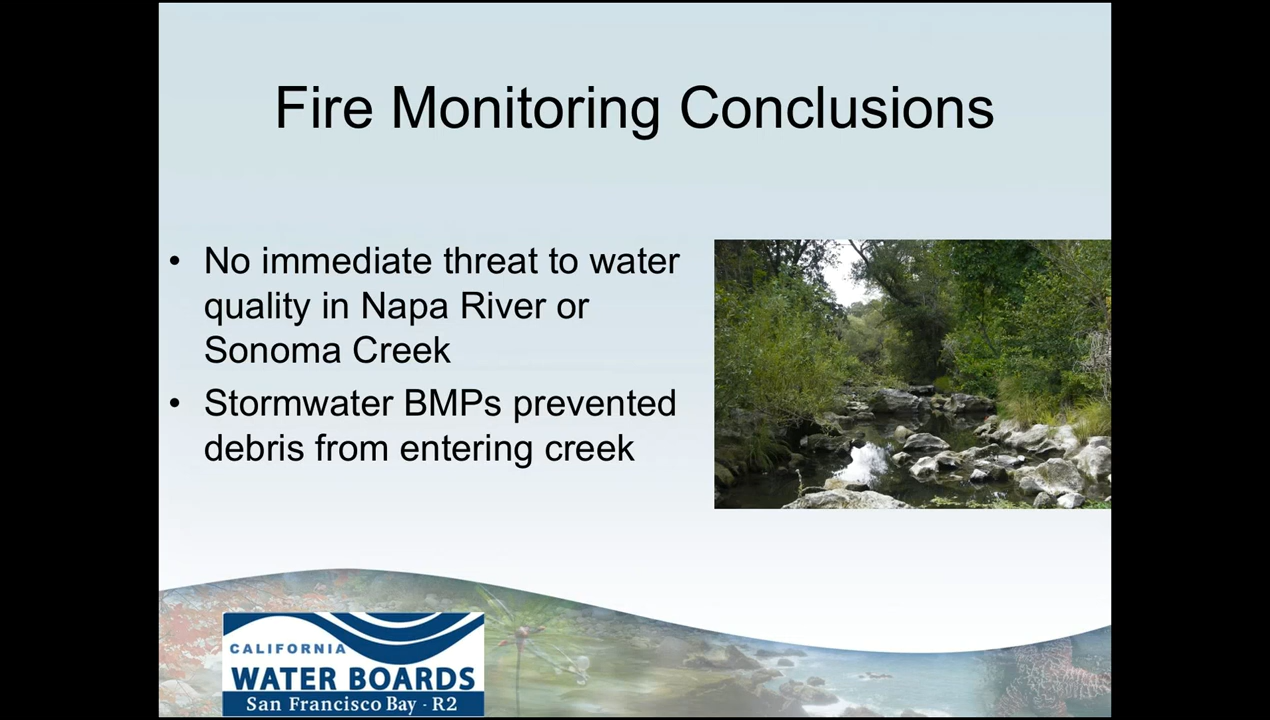 Fire Monitoring Conclusions
• No immediate threat to water
quality in Napa River or
Sonoma Creek
• Stormwater BMPs prevented
debris from entering creek
CALIFORNIA
WATER BOARDS
San Francisco Bay - R2